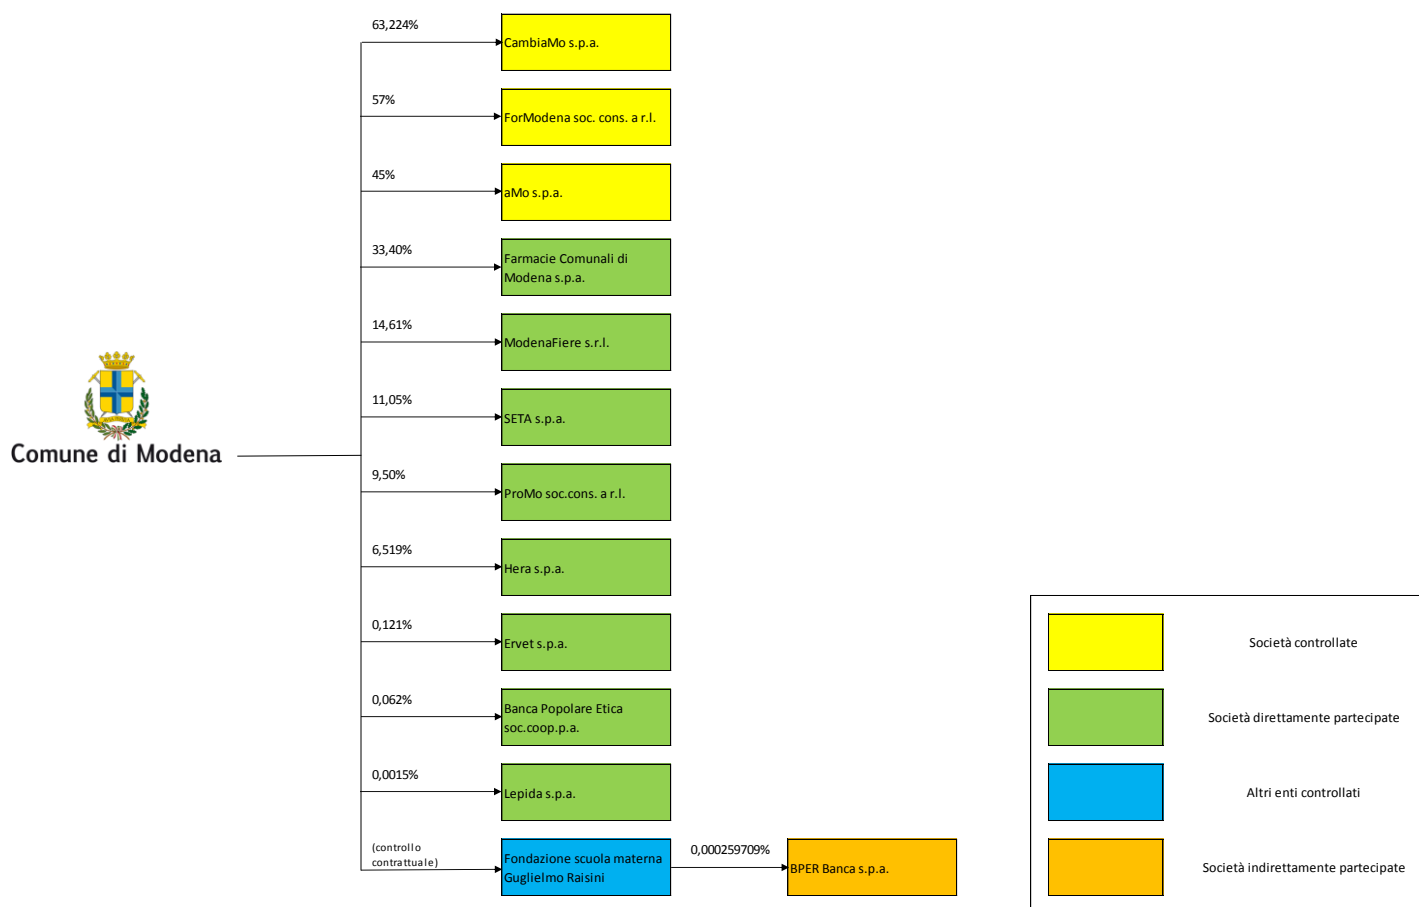 63,224%
CambiaMo s.p.a.
57%
ForModena soc. cons. a r.l.
45%
aMo s.p.a.
33,40%
Farmacie Comunali di
Modena s.p.a.
14,61%
ModenaFiere s.r.l.
11,05%
SETA s.p.a.
Comune di Modena
9,50%
ProMo soc.cons. a r.l.
6,519%
Hera s.p.a.
0,121%
Ervet s.p.a.
0,062%
Banca Popolare Etica
soc.coop.p.a.
0,0015%
Lepida s.p.a.
(controllo
contrattuale)
Fondazione scuola materna
Guglielmo Raisini
0,000259709%
BPER Banca s.p.a.
Società controllate
Società direttamente partecipate
Altri enti controllati
Società indirettamente partecipate